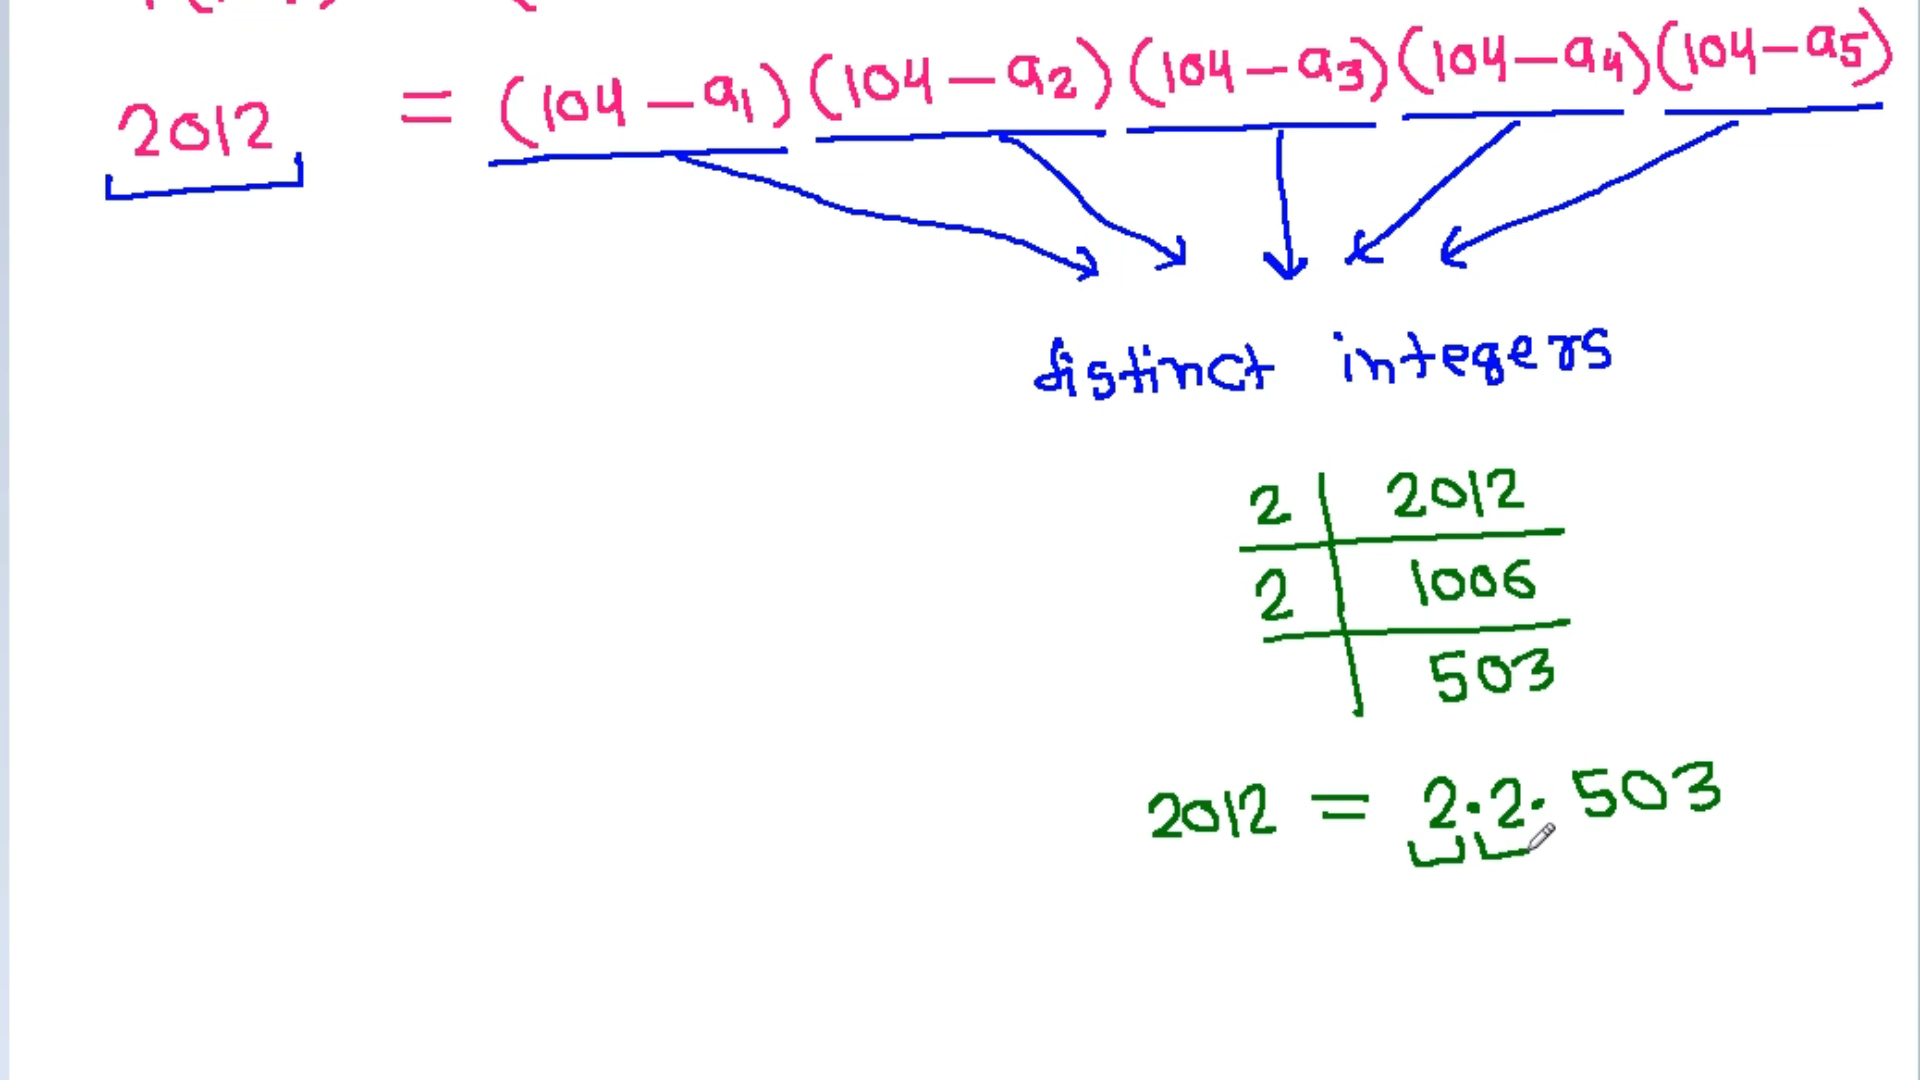 2012 = (104 – a₁) (104 – a₂) (104 – a₃) (104 – a₄) (104 – a₅)
distinct integers
2 | 2012
2 | 1006
| 503
2012 = 2·2·503